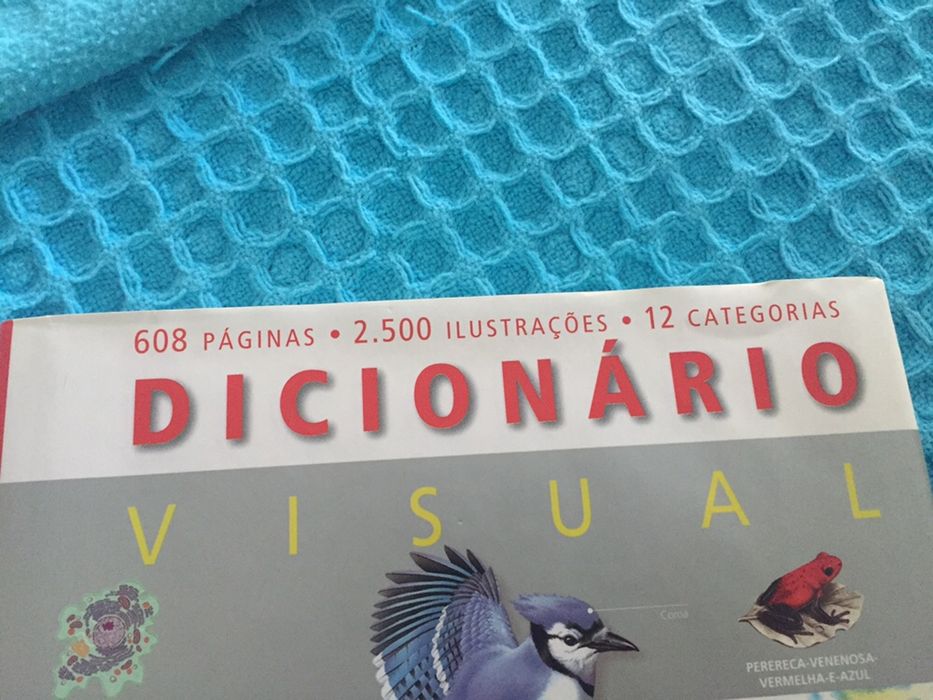 608 PÁGINAS • 2.500 ILUSTRAÇÕES • 12 CATEGORIAS
DICIONÁRIO
VISUAL
Coroa
PERERECA-VENENOSA-
VERMELHA-E-AZUL